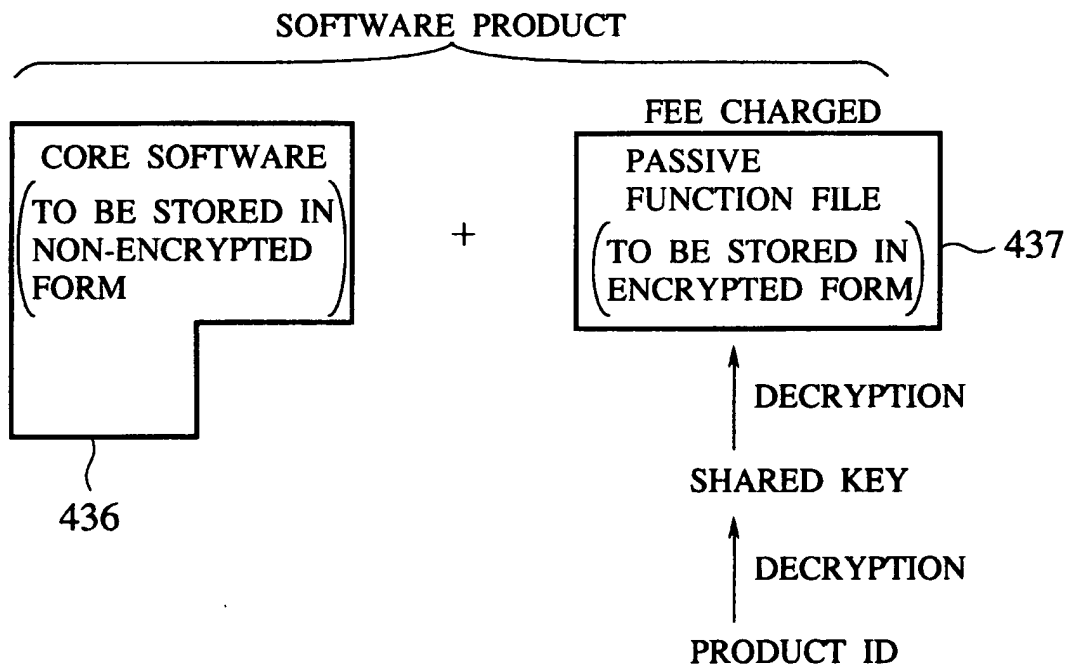 SOFTWARE PRODUCT
CORE SOFTWARE
(TO BE STORED IN
NON-ENCRYPTED
FORM)
436
+
FEE CHARGED
PASSIVE
FUNCTION FILE
(TO BE STORED IN
ENCRYPTED FORM)
437
DECRYPTION
SHARED KEY
DECRYPTION
PRODUCT ID